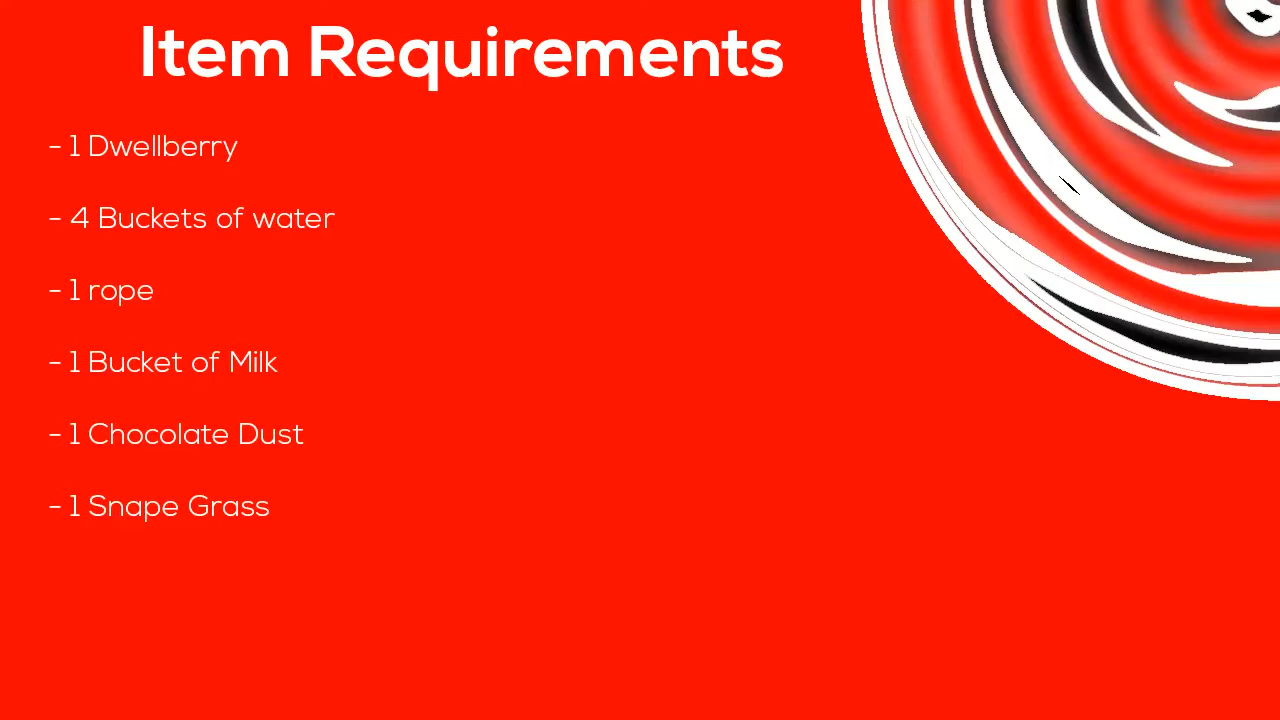 Item Requirements
- 1 Dwellberry
- 4 Buckets of water
- 1 rope
- 1 Bucket of Milk
- 1 Chocolate Dust
- 1 Snape Grass